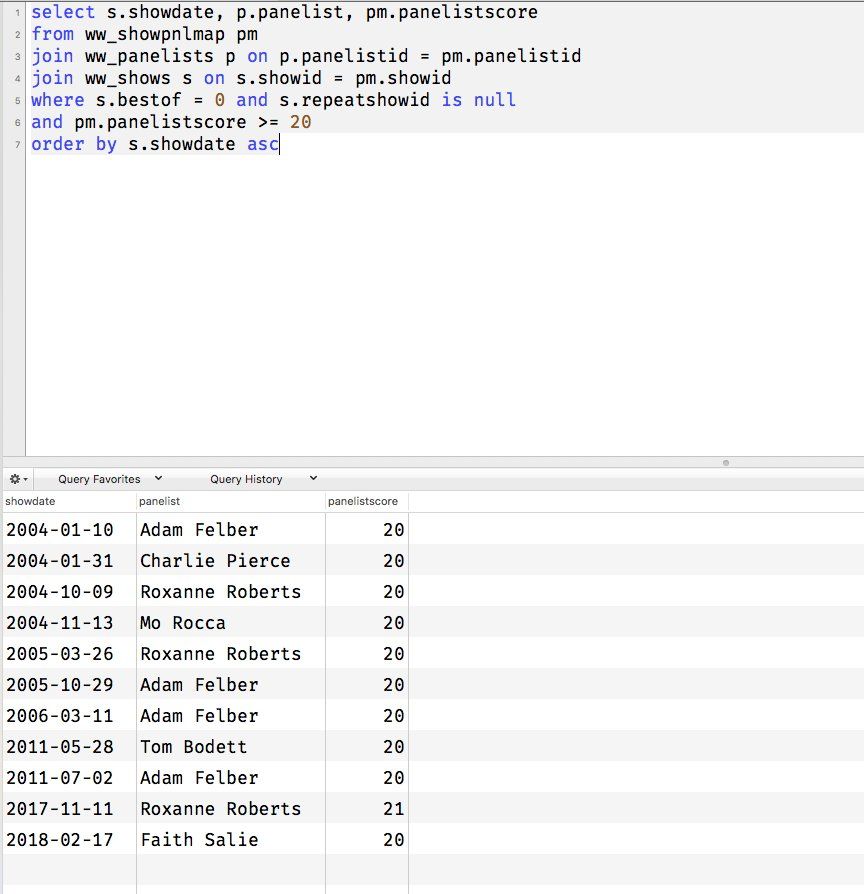 1 select s.showdate, p.panelist, pm.panelistscore
2 from ww_showpnlmap pm
3 join ww_panelists p on p.panelistid = pm.panelistid
4 join ww_shows s on s.showid = pm.showid
5 where s.bestof = 0 and s.repeatshowid is null
6 and pm.panelistscore >= 20
7 order by s.showdate asc
Query Favorites Query History
showdate panelist panelistscore
2004-01-10 Adam Felber 20
2004-01-31 Charlie Pierce 20
2004-10-09 Roxanne Roberts 20
2004-11-13 Mo Rocca 20
2005-03-26 Roxanne Roberts 20
2005-10-29 Adam Felber 20
2006-03-11 Adam Felber 20
2011-05-28 Tom Bodett 20
2011-07-02 Adam Felber 20
2017-11-11 Roxanne Roberts 21
2018-02-17 Faith Salie 20